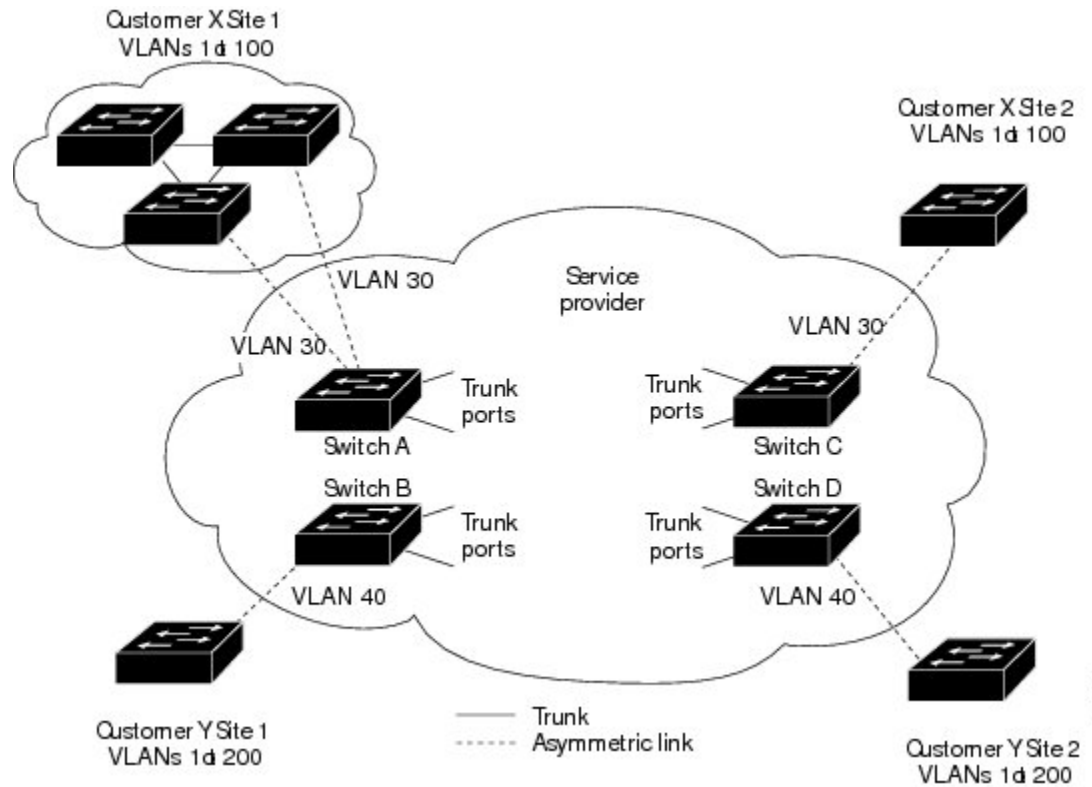 Customer X Site 1
VLANs 1 to 100
Customer X Site 2
VLANs 1 to 100
VLAN 30
Service
provider
VLAN 30
VLAN 30
Trunk
ports
Trunk
ports
Switch A
Switch C
Switch B
Switch D
Trunk
ports
Trunk
ports
VLAN 40
VLAN 40
Customer Y Site 1
VLANs 1 to 200
Trunk
Asymmetric link
Customer Y Site 2
VLANs 1 to 200